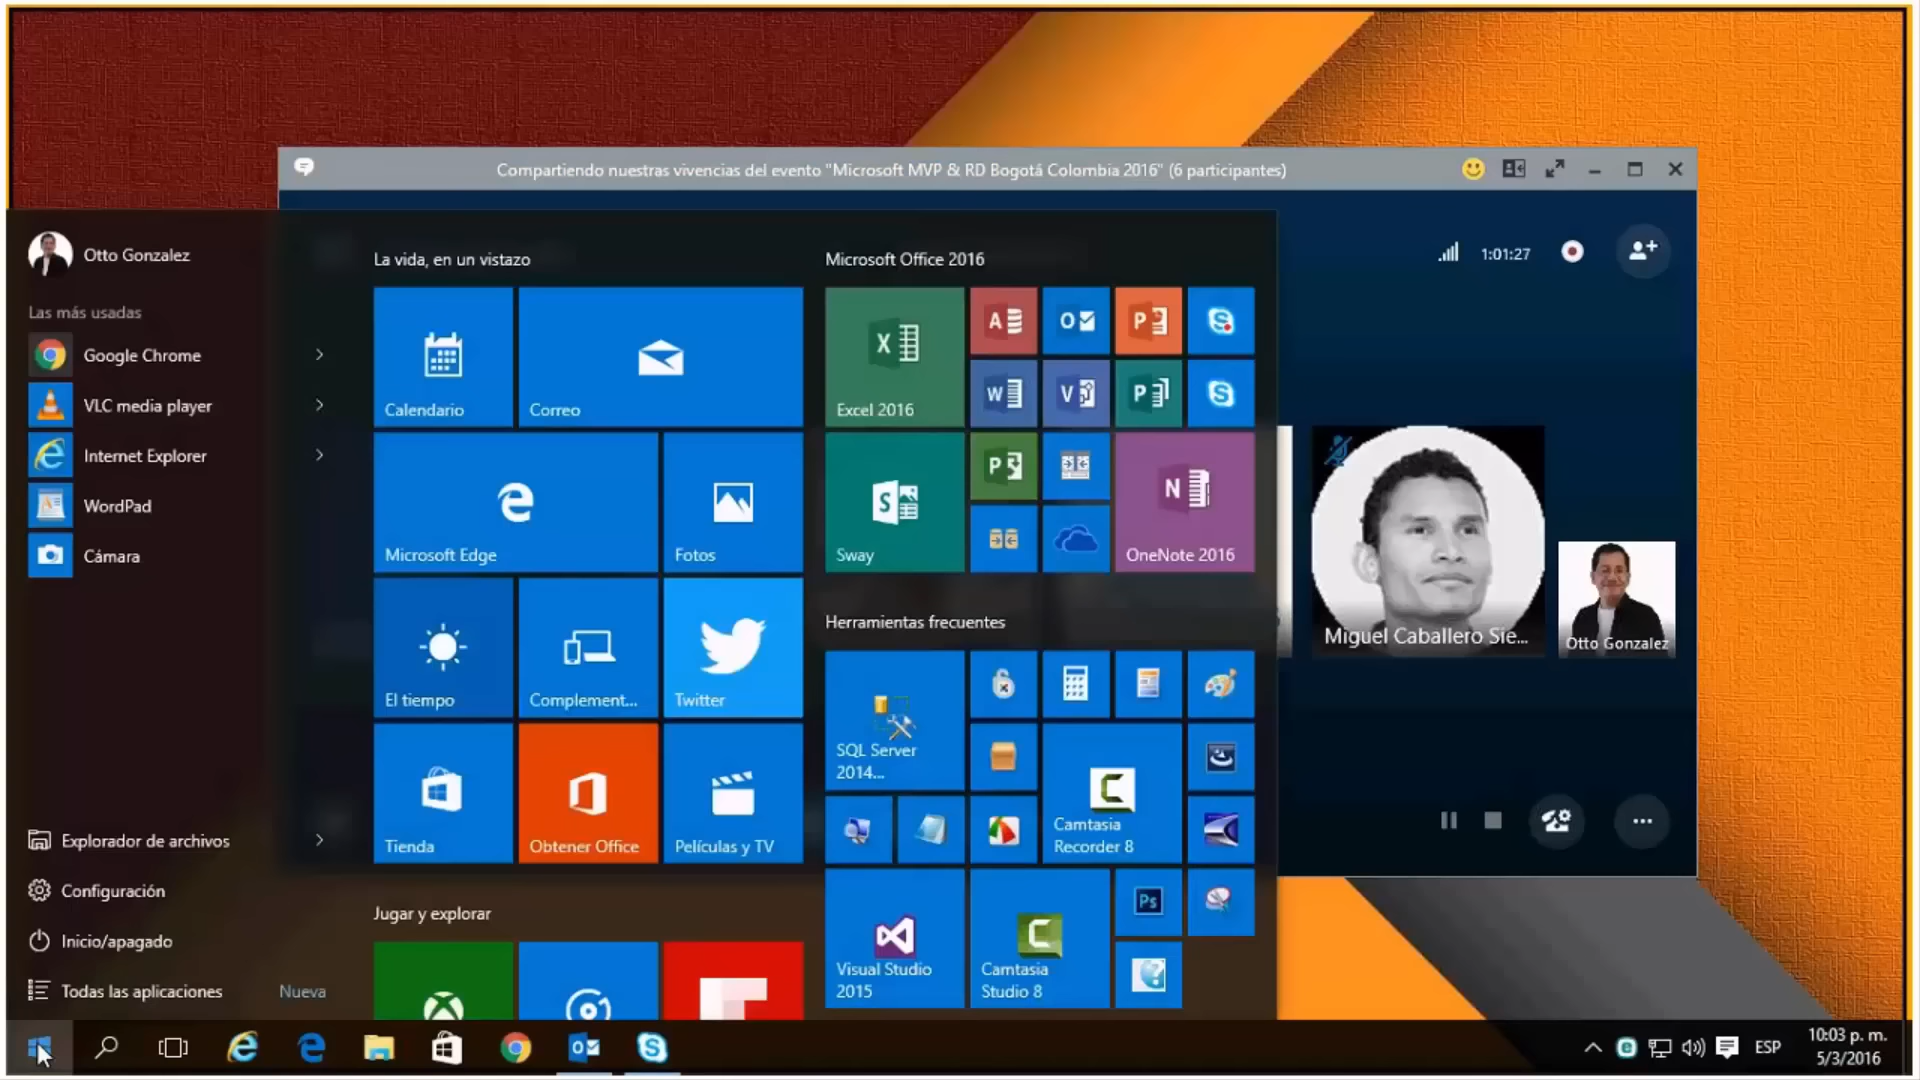 Compartiendo nuestras vivencias del evento "Microsoft MVP & RD Bogotá Colombia 2016" (6 participantes)
1:01:27
Otto Gonzalez
Las más usadas
Google Chrome
VLC media player
Internet Explorer
WordPad
Cámara
Explorador de archivos
Configuración
Inicio/apagado
Todas las aplicaciones
Nueva
La vida, en un vistazo
Calendario
Correo
Microsoft Edge
Fotos
El tiempo
Complement...
Twitter
Tienda
Obtener Office
Películas y TV
Jugar y explorar
Microsoft Office 2016
Excel 2016
Sway
OneNote 2016
Herramientas frecuentes
SQL Server
2014...
Camtasia
Recorder 8
Visual Studio
2015
Camtasia
Studio 8
Ps
Miguel Caballero Sie...
Otto Gonzalez
ESP
10:03 p. m.
5/3/2016